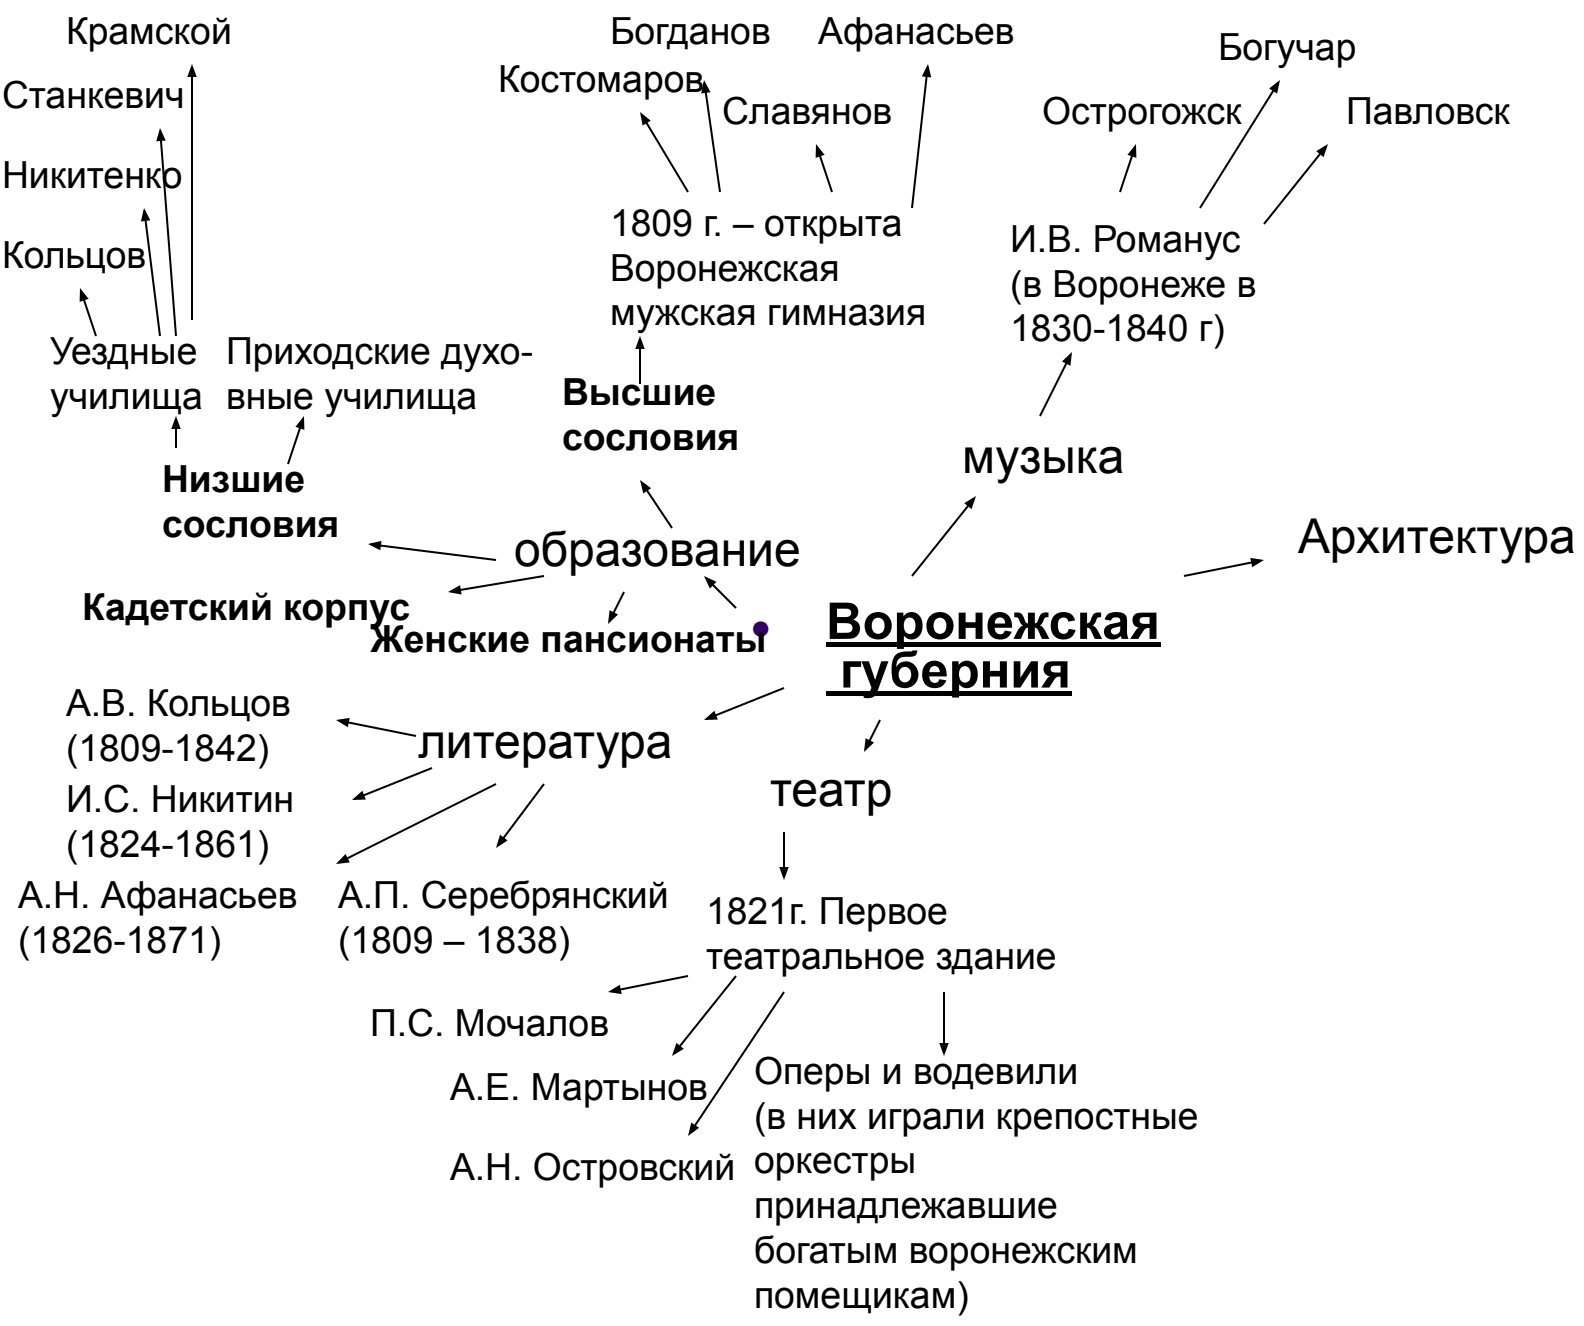 Крамской
Станкевич
Никитенко
Кольцов
Уездные
училища
Приходские духо-
вные училища
Низшие
сословия
Богданов
Афанасьев
Костомаров
Славянов
1809 г. – открыта
Воронежская
мужская гимназия
Высшие
сословия
Богучар
Острогожск
Павловск
И.В. Романус
(в Воронеже в
1830-1840 г)
музыка
Архитектура
образование
Кадетский корпус
Женские пансионаты
Воронежская
губерния
литература
А.В. Кольцов
(1809-1842)
И.С. Никитин
(1824-1861)
А.Н. Афанасьев
(1826-1871)
А.П. Серебрянский
(1809 – 1838)
театр
1821г. Первое
театральное здание
П.С. Мочалов
А.Е. Мартынов
А.Н. Островский
Оперы и водевили
(в них играли крепостные
оркестры
принадлежавшие
богатым воронежским
помещикам)